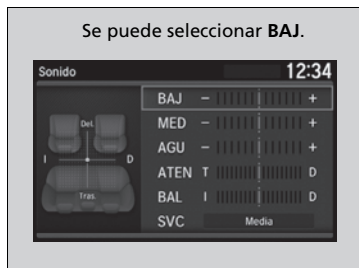 Se puede seleccionar BAJ.
Sonido 12:34
BAJ - +
MED - +
AGU - +
ATEN T D
BAL I D
SVC Media
Del.
I D
Tras.